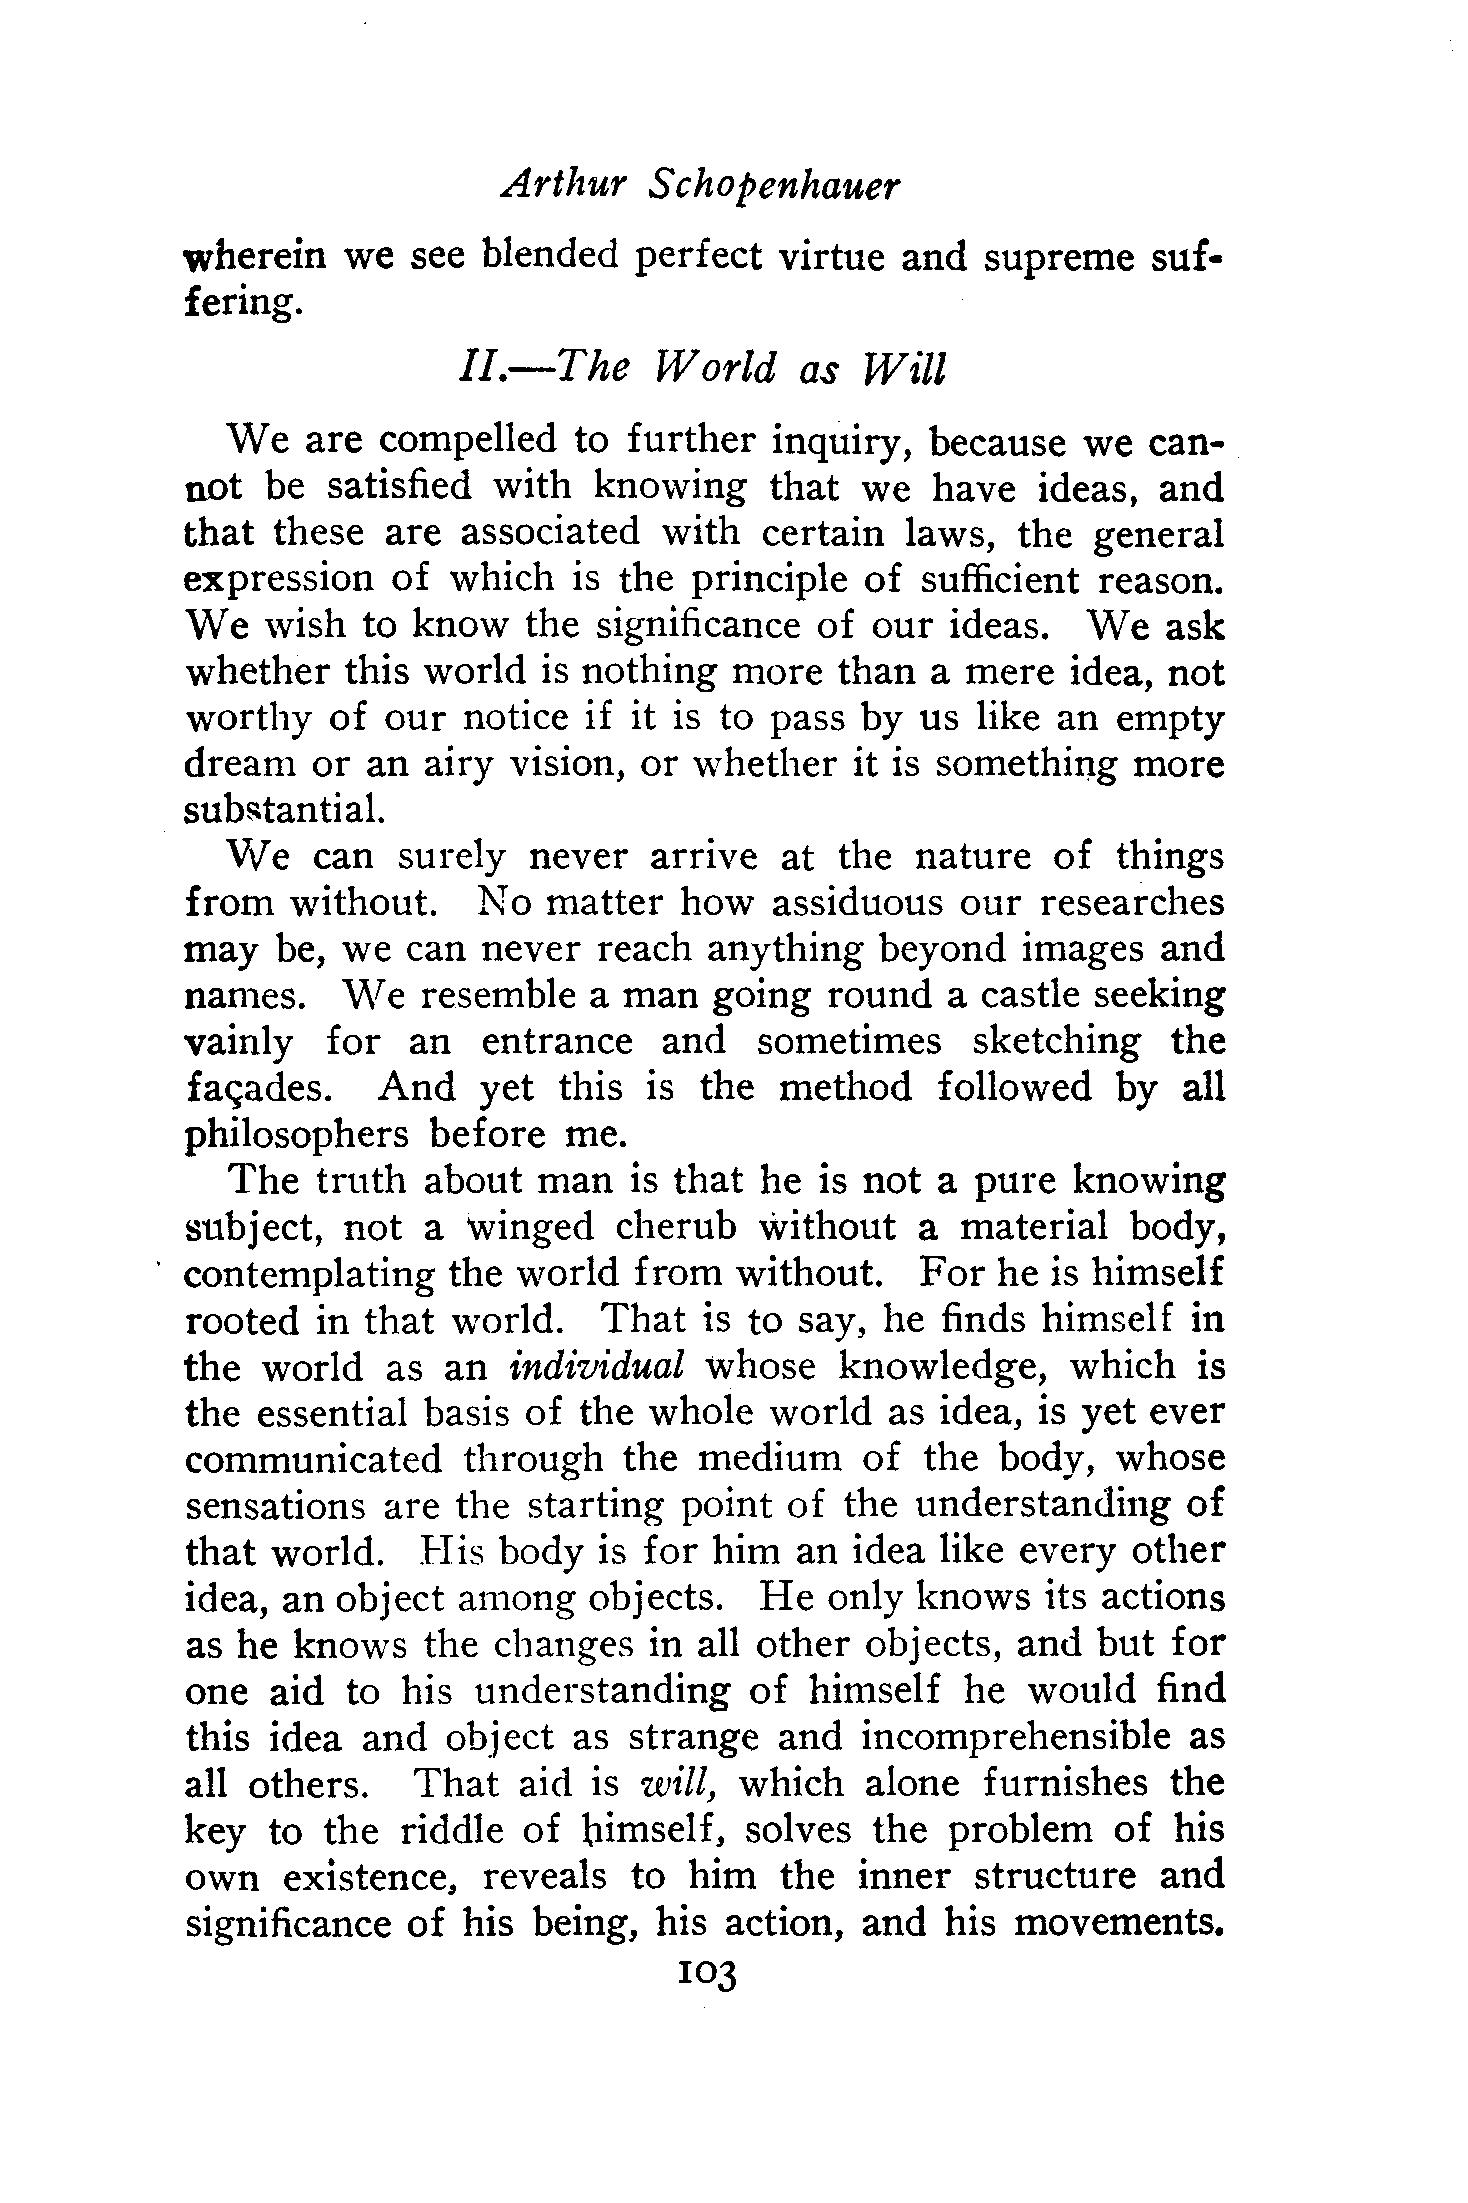 Arthur Schopenhauer
wherein we see blended perfect virtue and supreme suf-
fering.
II.—The World as Will
We are compelled to further inquiry, because we can-
not be satisfied with knowing that we have ideas, and
that these are associated with certain laws, the general
expression of which is the principle of sufficient reason.
We wish to know the significance of our ideas. We ask
whether this world is nothing more than a mere idea, not
worthy of our notice if it is to pass by us like an empty
dream or an airy vision, or whether it is something more
substantial.
We can surely never arrive at the nature of things
from without. No matter how assiduous our researches
may be, we can never reach anything beyond images and
names. We resemble a man going round a castle seeking
vainly for an entrance and sometimes sketching the
façades. And yet this is the method followed by all
philosophers before me.
The truth about man is that he is not a pure knowing
subject, not a winged cherub without a material body,
contemplating the world from without. For he is himself
rooted in that world. That is to say, he finds himself in
the world as an individual whose knowledge, which is
the essential basis of the whole world as idea, is yet ever
communicated through the medium of the body, whose
sensations are the starting point of the understanding of
that world. His body is for him an idea like every other
idea, an object among objects. He only knows its actions
as he knows the changes in all other objects, and but for
one aid to his understanding of himself he would find
this idea and object as strange and incomprehensible as
all others. That aid is will, which alone furnishes the
key to the riddle of himself, solves the problem of his
own existence, reveals to him the inner structure and
significance of his being, his action, and his movements.
103